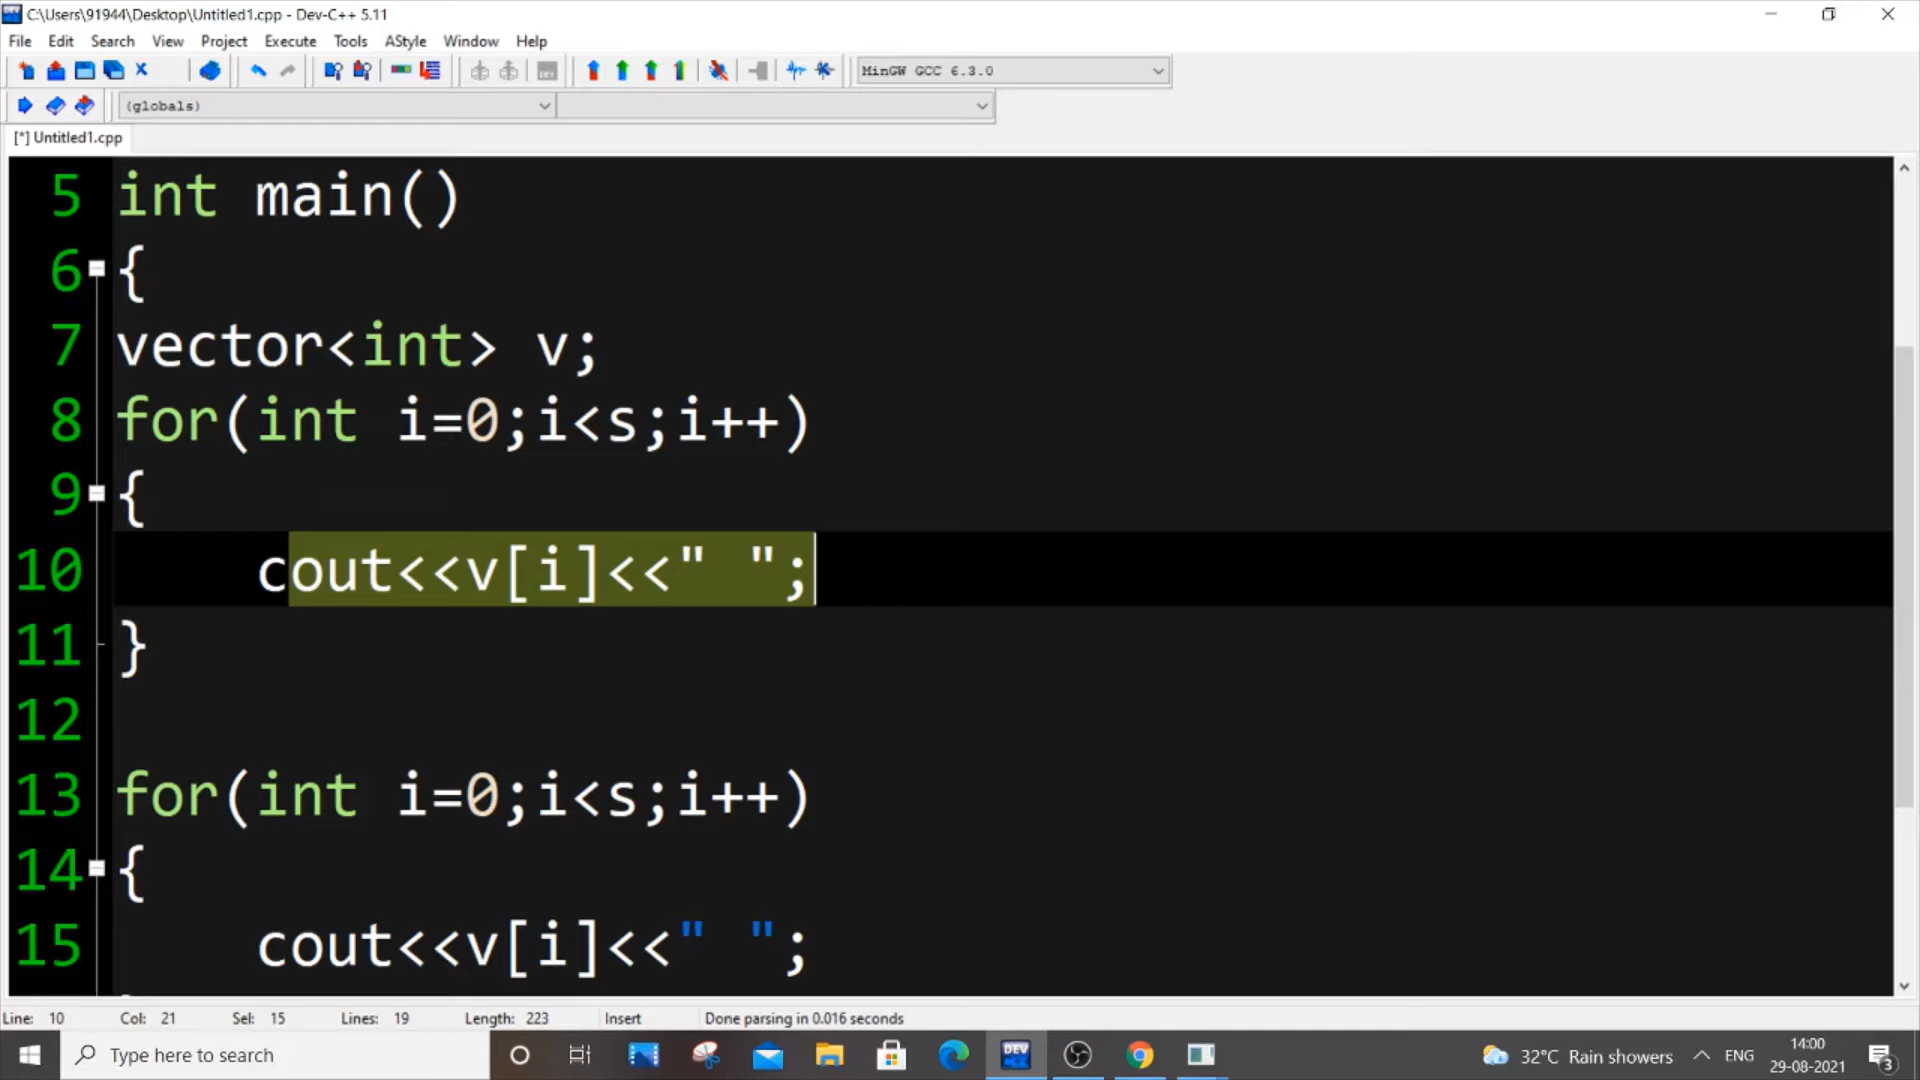 C:\Users\91944\Desktop\Untitled1.cpp - Dev-C++ 5.11
File Edit Search View Project Execute Tools AStyle Window Help
MinGW GCC 6.3.0
(globals)
[*] Untitled1.cpp
5 int main()
6 {
7 vector<int> v;
8 for(int i=0;i<s;i++)
9 {
10 cout<<v[i]<<" ";
11 }
12
13 for(int i=0;i<s;i++)
14 {
15 cout<<v[i]<<" ";
Line: 10 Col: 21 Sel: 15 Lines: 19 Length: 223 Insert Done parsing in 0.016 seconds
Type here to search
DEV
32°C Rain showers
ENG
14:00
29-08-2021
3